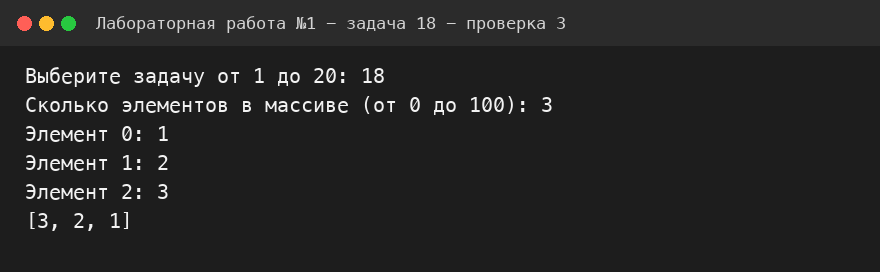 Лабораторная работа №1 — задача 18 — проверка 3
Выберите задачу от 1 до 20: 18
Сколько элементов в массиве (от 0 до 100): 3
Элемент 0: 1
Элемент 1: 2
Элемент 2: 3
[3, 2, 1]